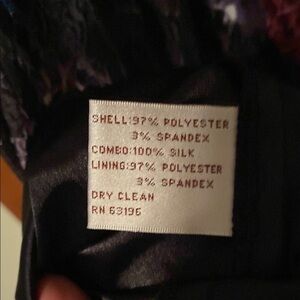 SHELL:97% POLYESTER
3% SPANDEX
COMBO:100% SILK
LINING:97% POLYESTER
3% SPANDEX
DRY CLEAN
RN 63196